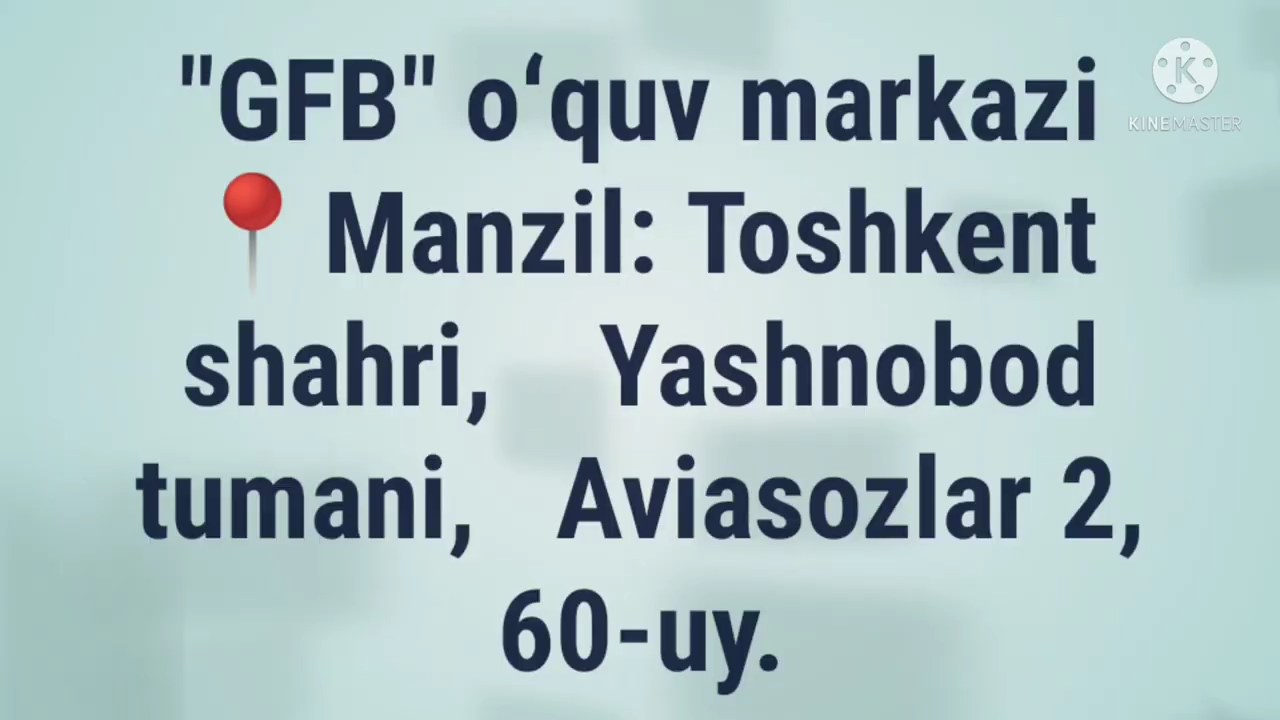 "GFB" o‘quv markazi
📍 Manzil: Toshkent
shahri, Yashnobod
tumani, Aviasozlar 2,
60-uy.
KINEMASTER